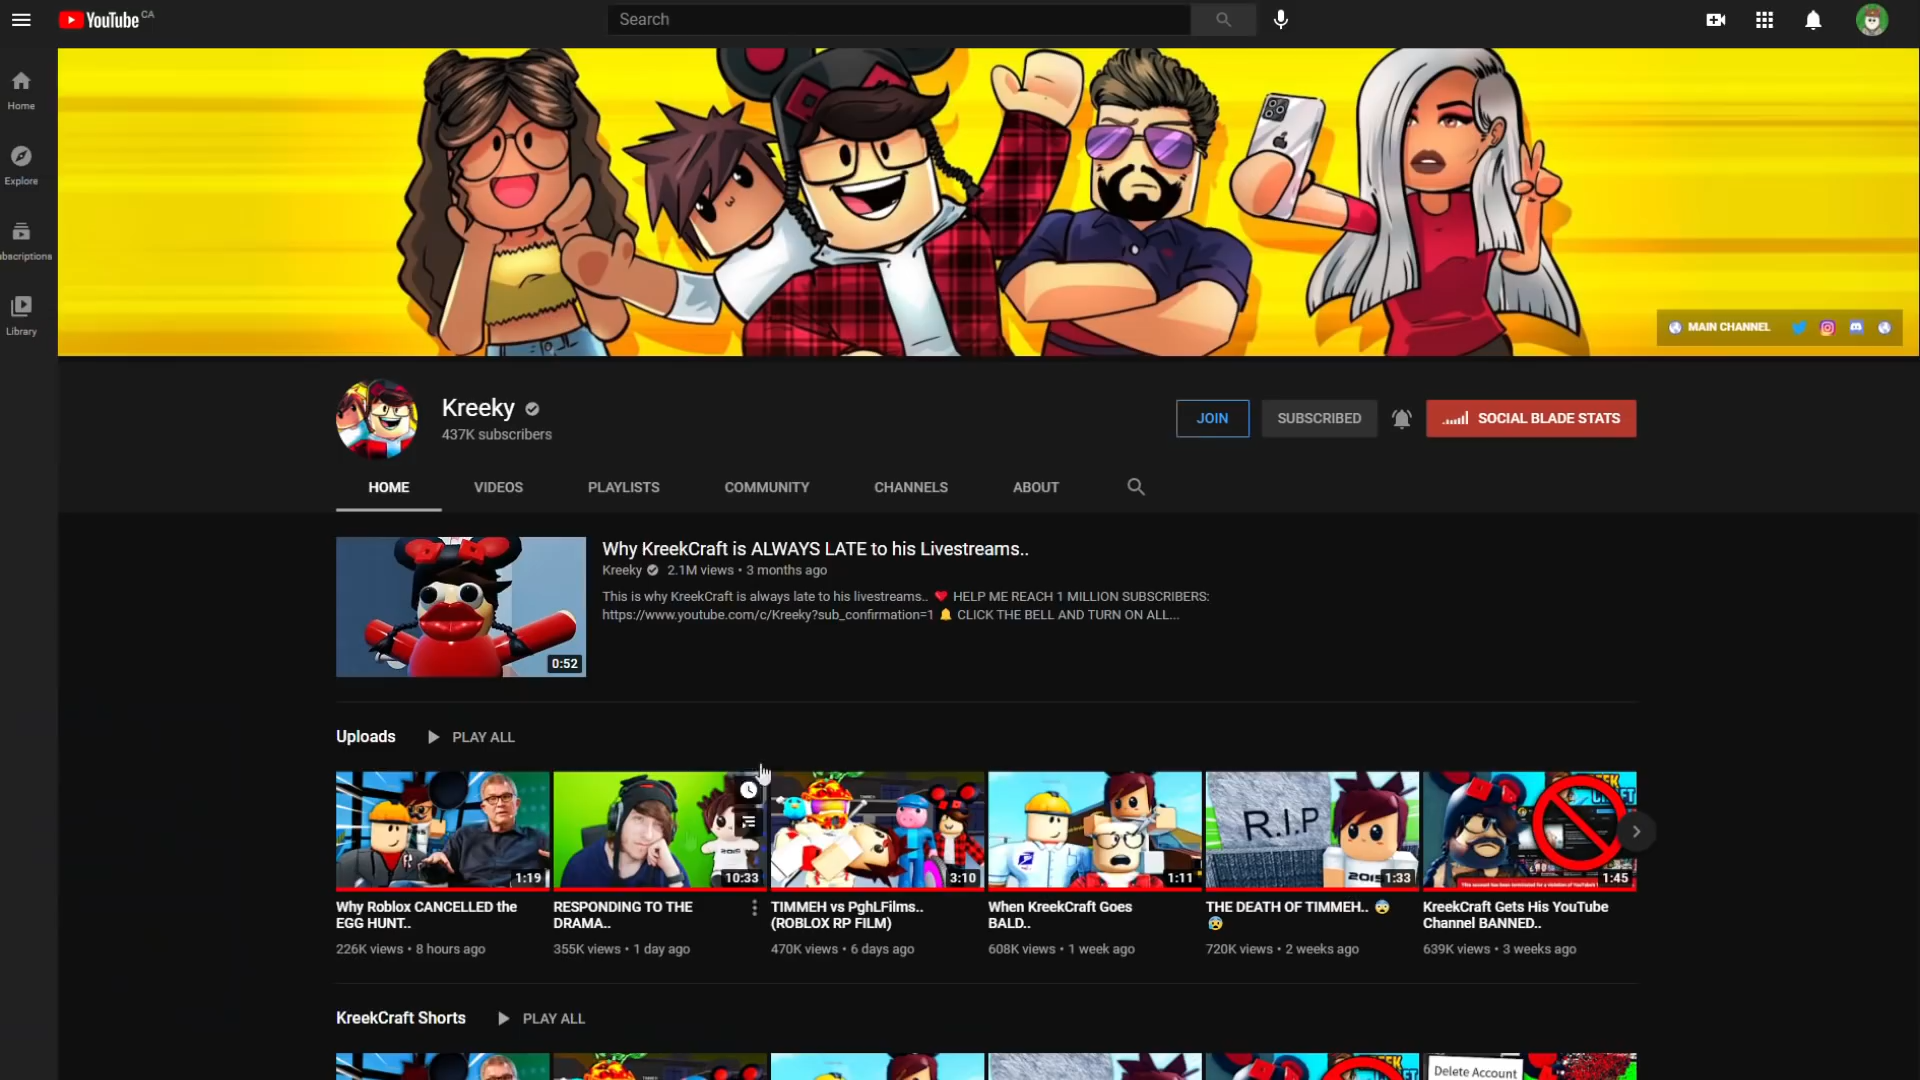 YouTube CA
Search
Home
Explore
bscriptions
Library
MAIN CHANNEL
Kreeky
437K subscribers
JOIN
SUBSCRIBED
SOCIAL BLADE STATS
HOME
VIDEOS
PLAYLISTS
COMMUNITY
CHANNELS
ABOUT
Why KreekCraft is ALWAYS LATE to his Livestreams..
Kreeky 2.1M views • 3 months ago
This is why KreekCraft is always late to his livestreams.. ❤️ HELP ME REACH 1 MILLION SUBSCRIBERS:
https://www.youtube.com/c/Kreeky?sub_confirmation=1 🔔 CLICK THE BELL AND TURN ON ALL...
0:52
Uploads
PLAY ALL
1:19
2015
10:33
3:10
1:11
R.I.P
2015
1:33
1:45
Why Roblox CANCELLED the
EGG HUNT..
226K views • 8 hours ago
RESPONDING TO THE
DRAMA..
355K views • 1 day ago
TIMMEH vs PghLFilms..
(ROBLOX RP FILM)
470K views • 6 days ago
When KreekCraft Goes
BALD..
608K views • 1 week ago
THE DEATH OF TIMMEH.. 😨
😰
720K views • 2 weeks ago
KreekCraft Gets His YouTube
Channel BANNED..
639K views • 3 weeks ago
KreekCraft Shorts
PLAY ALL
Delete Account